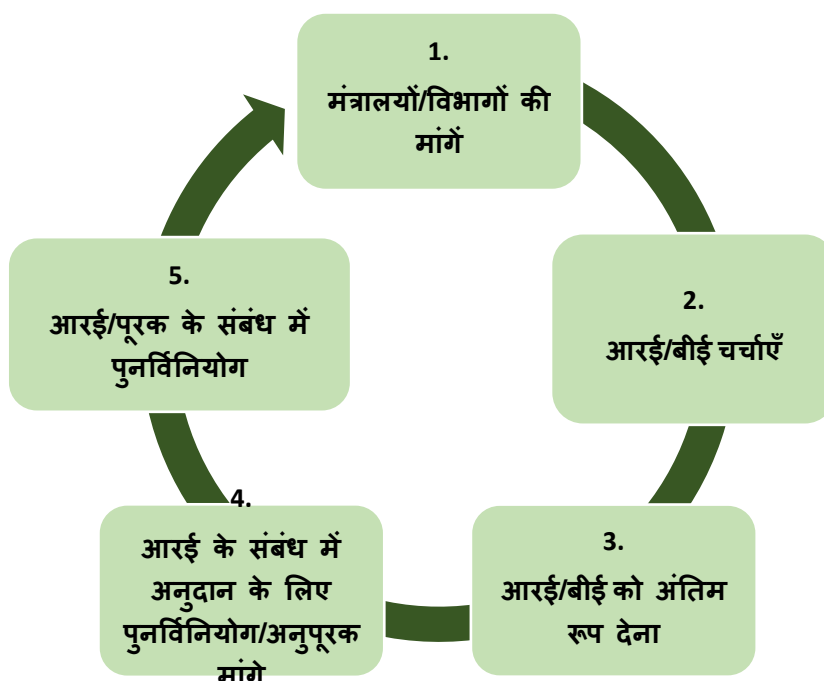 1.
मंत्रालयों/विभागों की
मांगें
2.
आरई/बीई चर्चाएँ
3.
आरई/बीई को अंतिम
रूप देना
4.
आरई के संबंध में
अनुदान के लिए
पुनर्विनियोग/अनुपूरक
मांगे
5.
आरई/पूरक के संबंध में
पुनर्विनियोग